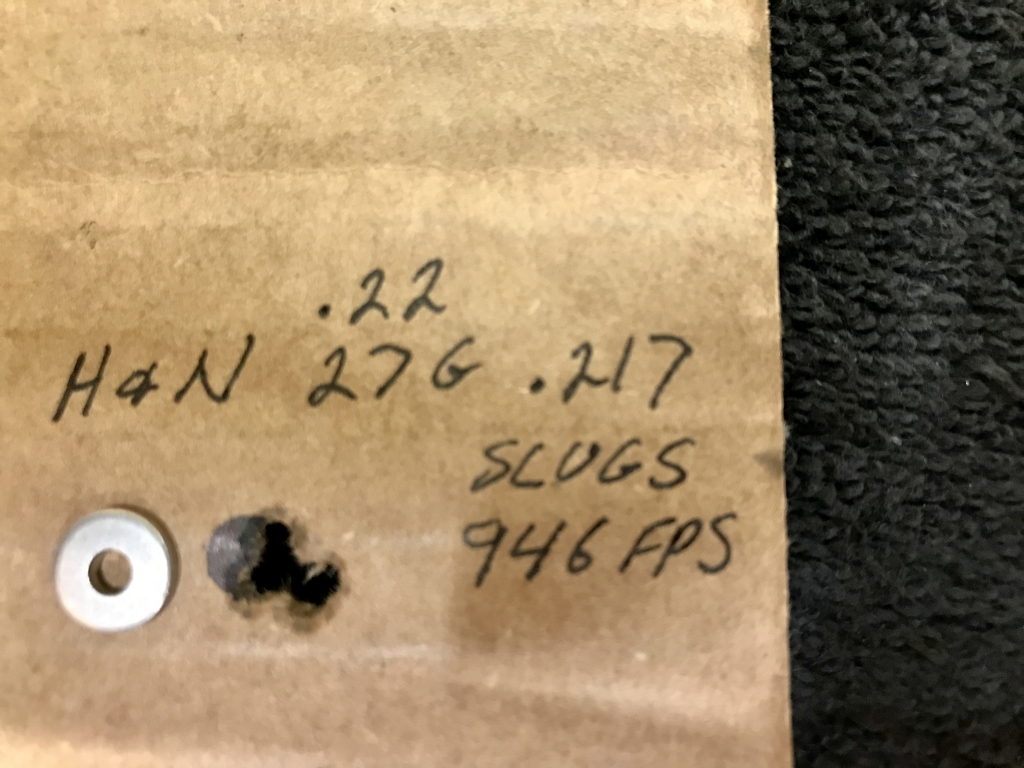 .22
H&N 27G .217
SLUGS
946 FPS